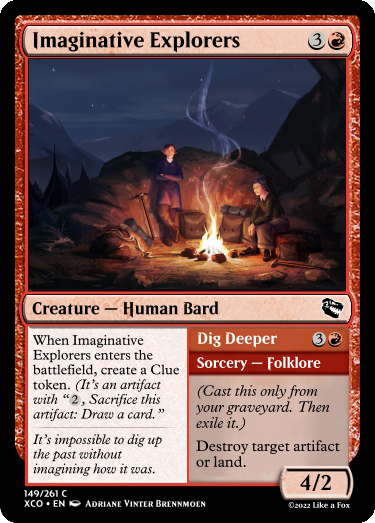 Imaginative Explorers 3
Creature — Human Bard
When Imaginative
Explorers enters the
battlefield, create a Clue
token. (It's an artifact
with “2, Sacrifice this
artifact: Draw a card.”
It's impossible to dig up
the past without
imagining how it was.
Dig Deeper 3
Sorcery — Folklore
(Cast this only from
your graveyard. Then
exile it.)
Destroy target artifact
or land.
4/2
149/261 C
XCO • EN Adriane Vinter Brennmoen
©2022 Like a Fox